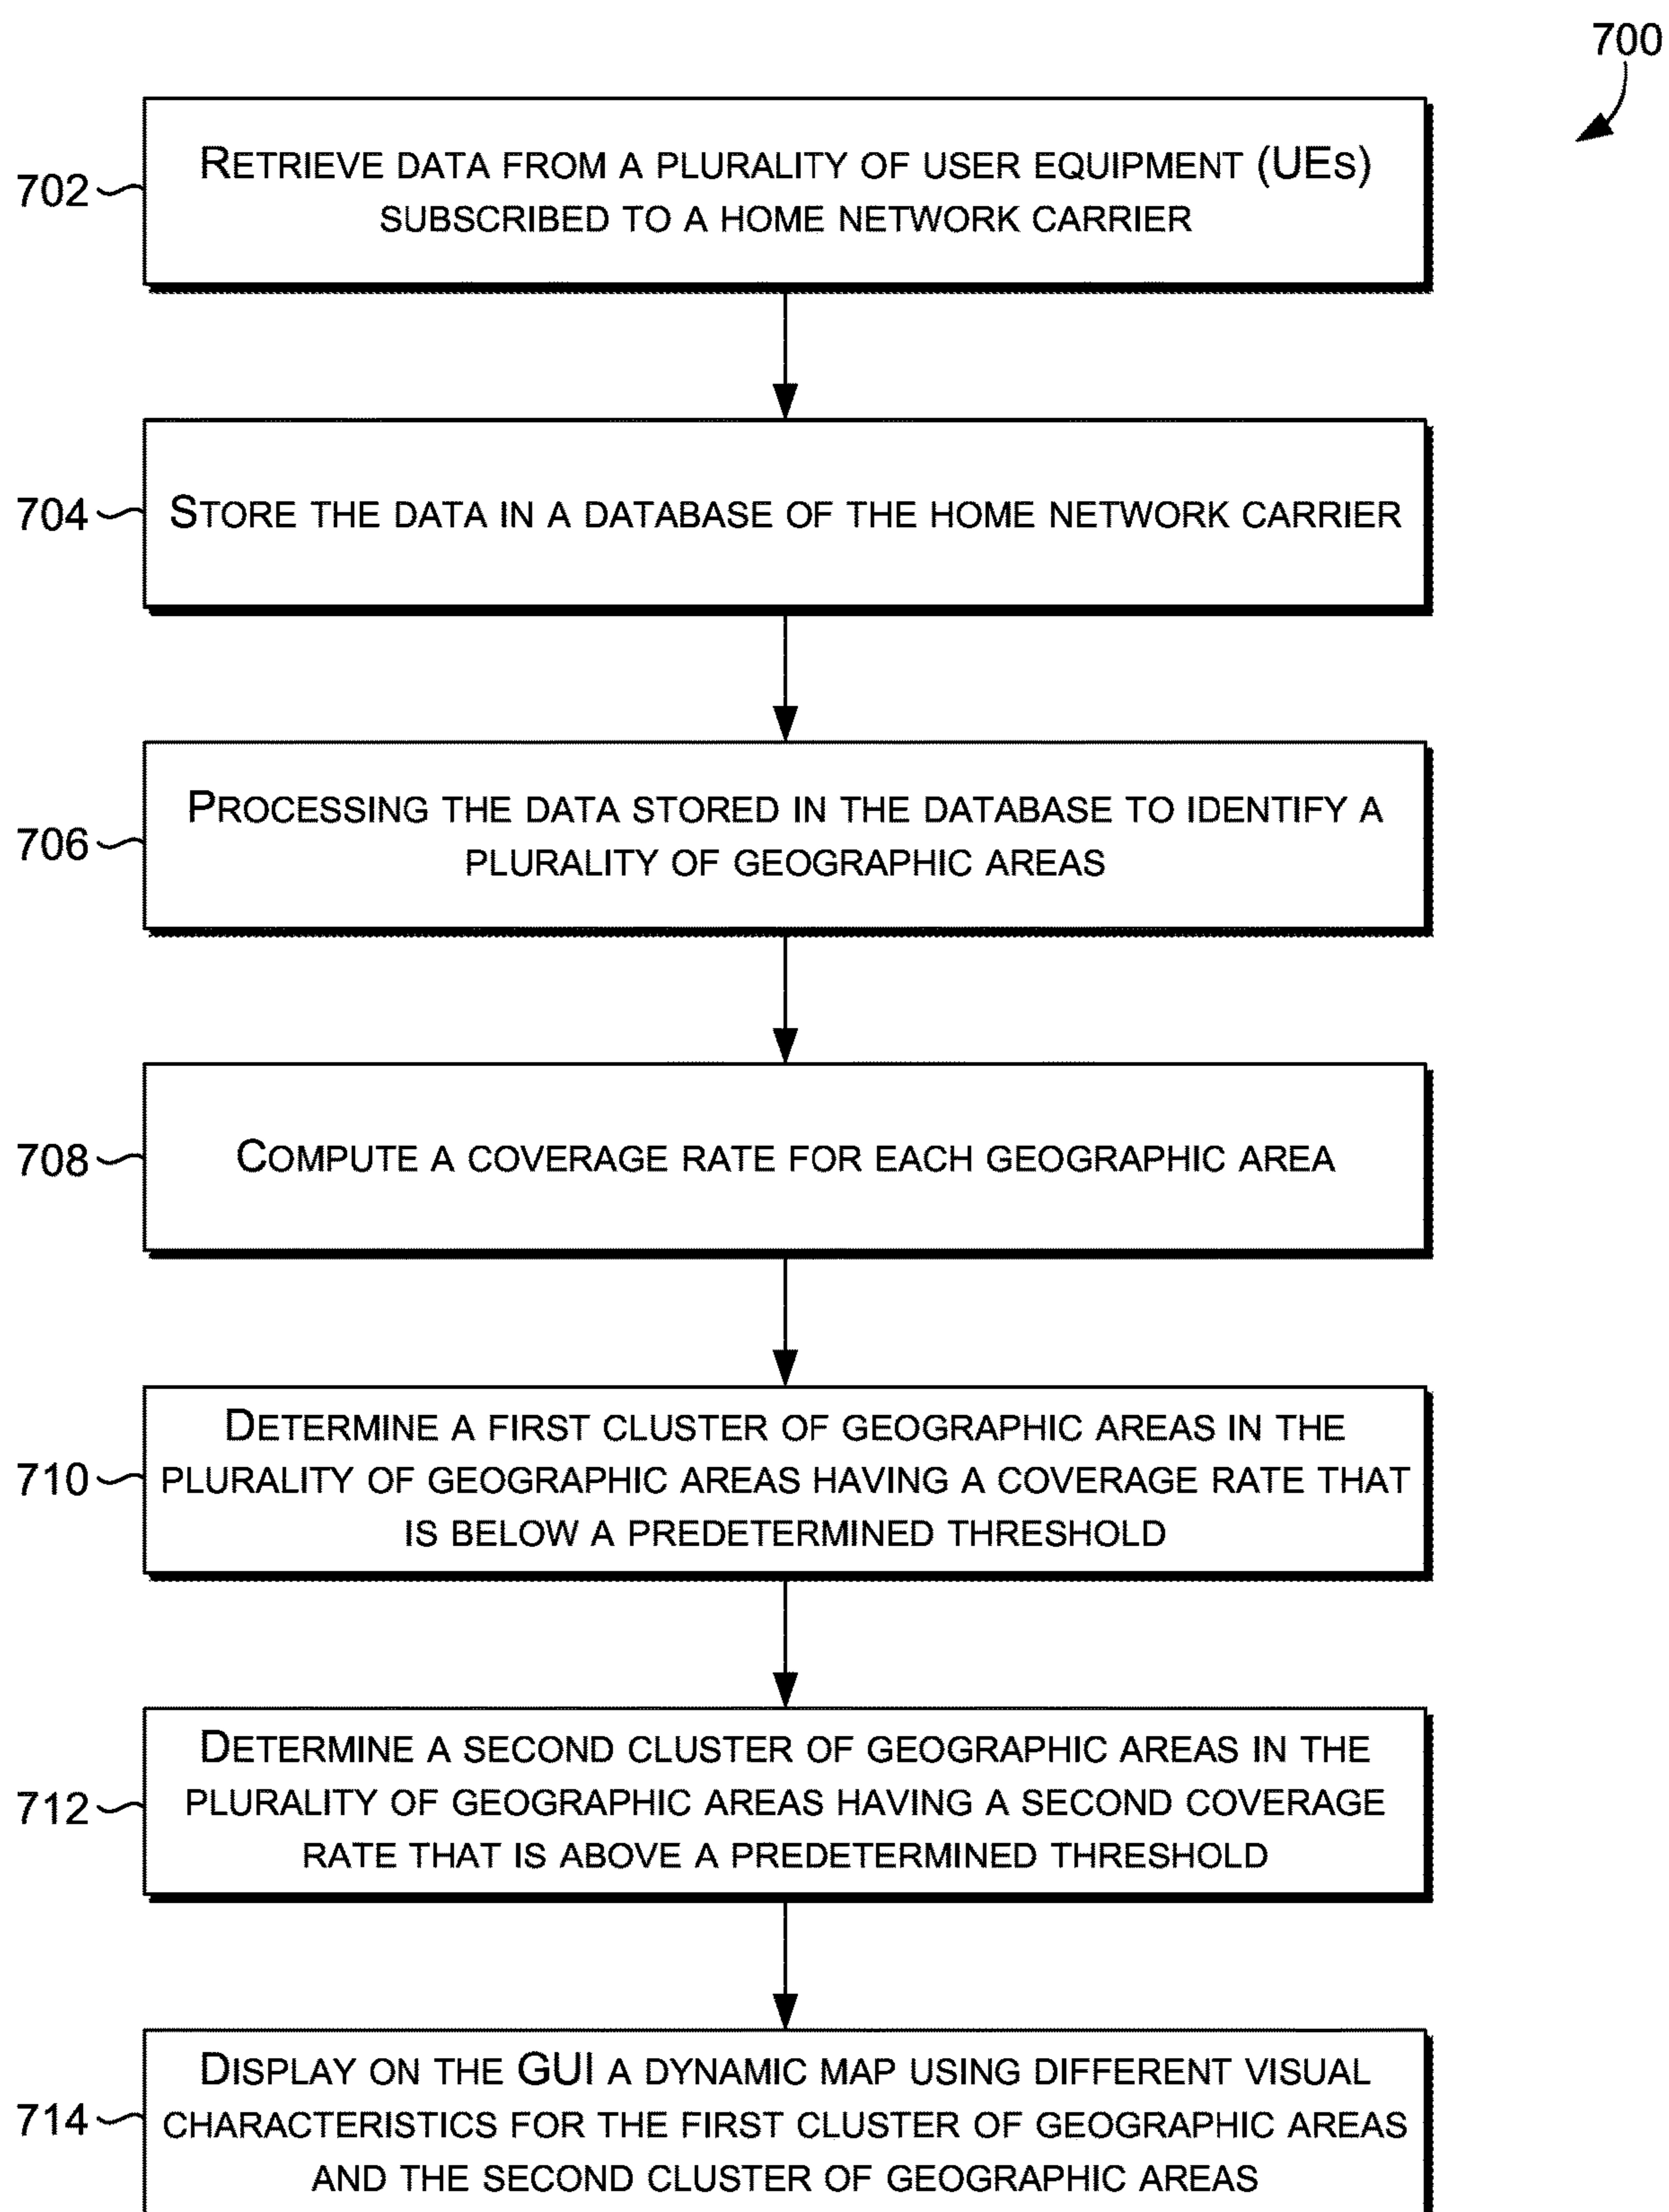 700
702
RETRIEVE DATA FROM A PLURALITY OF USER EQUIPMENT (UES)
SUBSCRIBED TO A HOME NETWORK CARRIER
704
STORE THE DATA IN A DATABASE OF THE HOME NETWORK CARRIER
706
PROCESSING THE DATA STORED IN THE DATABASE TO IDENTIFY A
PLURALITY OF GEOGRAPHIC AREAS
708
COMPUTE A COVERAGE RATE FOR EACH GEOGRAPHIC AREA
710
DETERMINE A FIRST CLUSTER OF GEOGRAPHIC AREAS IN THE
PLURALITY OF GEOGRAPHIC AREAS HAVING A COVERAGE RATE THAT
IS BELOW A PREDETERMINED THRESHOLD
712
DETERMINE A SECOND CLUSTER OF GEOGRAPHIC AREAS IN THE
PLURALITY OF GEOGRAPHIC AREAS HAVING A SECOND COVERAGE
RATE THAT IS ABOVE A PREDETERMINED THRESHOLD
714
DISPLAY ON THE GUI A DYNAMIC MAP USING DIFFERENT VISUAL
CHARACTERISTICS FOR THE FIRST CLUSTER OF GEOGRAPHIC AREAS
AND THE SECOND CLUSTER OF GEOGRAPHIC AREAS